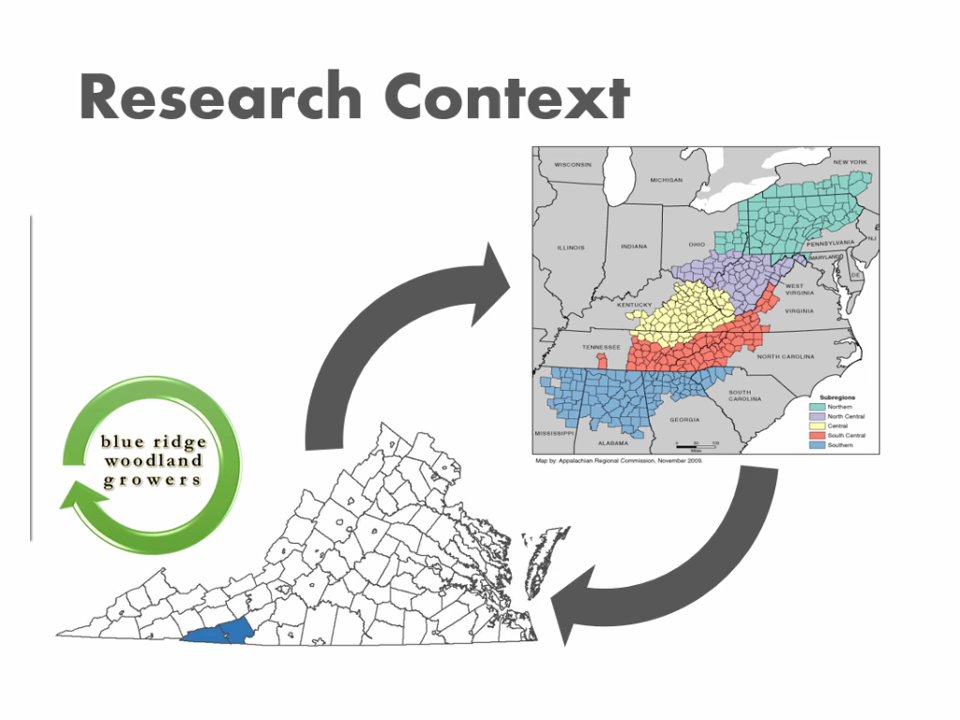 Research Context
WISCONSIN
MICHIGAN
NEW YORK
ILLINOIS
INDIANA
OHIO
PENNSYLVANIA
NJ
MARYLAND
DE
WEST
VIRGINIA
KENTUCKY
VIRGINIA
TENNESSEE
NORTH CAROLINA
SOUTH
CAROLINA
MISSISSIPPI
ALABAMA
GEORGIA
Subregions
Northern
North Central
Central
South Central
Southern
Miles
Map by: Appalachian Regional Commission, November 2009.
blue ridge
woodland
growers